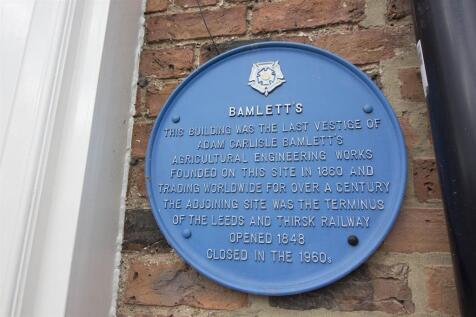 BAMLETT'S
THIS BUILDING WAS THE LAST VESTIGE OF
ADAM CARLISLE BAMLETT'S
AGRICULTURAL ENGINEERING WORKS
FOUNDED ON THIS SITE IN 1860 AND
TRADING WORLDWIDE FOR OVER A CENTURY
THE ADJOINING SITE WAS THE TERMINUS
OF THE LEEDS AND THIRSK RAILWAY
OPENED 1848
CLOSED IN THE 1960s